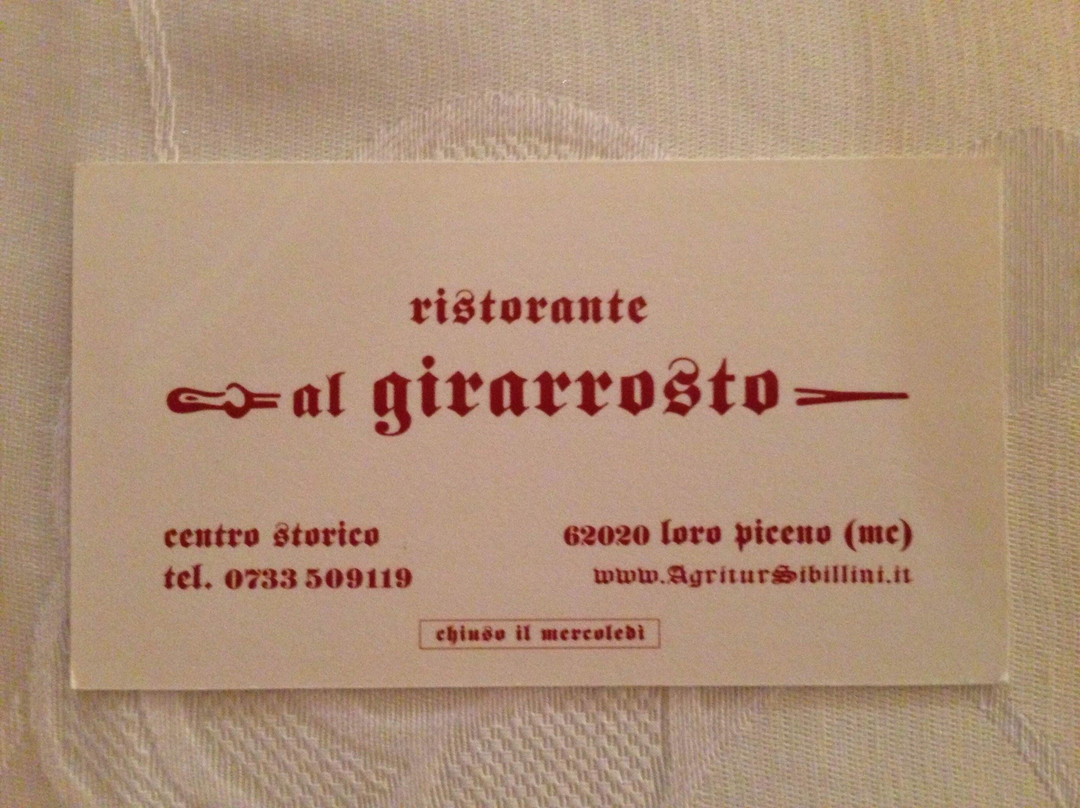 ristorante
al girarrosto
centro storico
tel. 0733 509119
62020 loro piceno (mc)
www.AgriturSibillini.it
chiuso il mercoledì